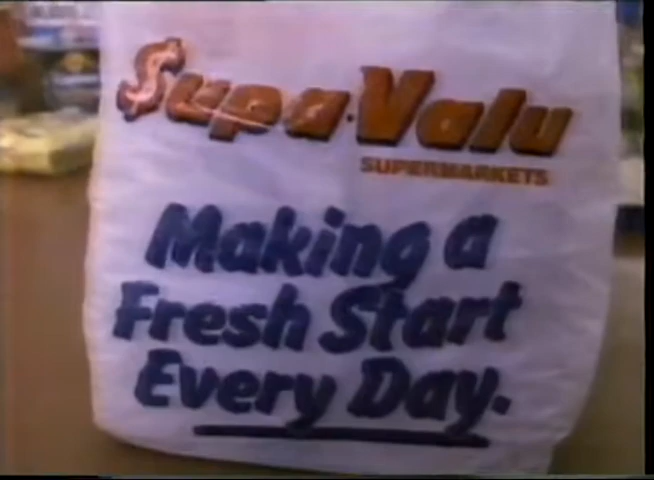 Supa·Valu
SUPERMARKETS
Making a
Fresh Start
Every Day.